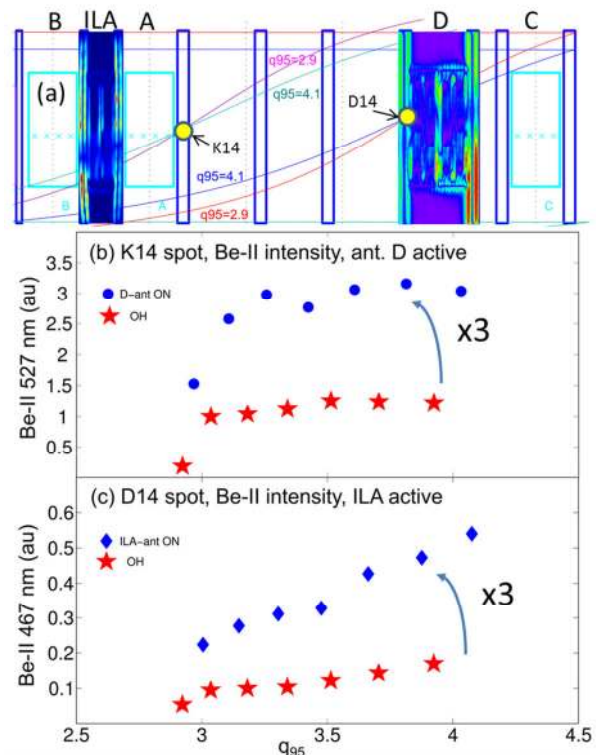 B ILA A D C
(a)
q95=2.9
q95=4.1
K14
D14
q95=4.1
q95=2.9
B A C
(b) K14 spot, Be-II intensity, ant. D active
D-ant ON
OH
x3
Be-II 527 nm (au)
3.5
3
2.5
2
1.5
1
0.5
(c) D14 spot, Be-II intensity, ILA active
ILA-ant ON
OH
x3
Be-II 467 nm (au)
0.6
0.5
0.4
0.3
0.2
0.1
2.5 3 3.5 4 4.5
q95